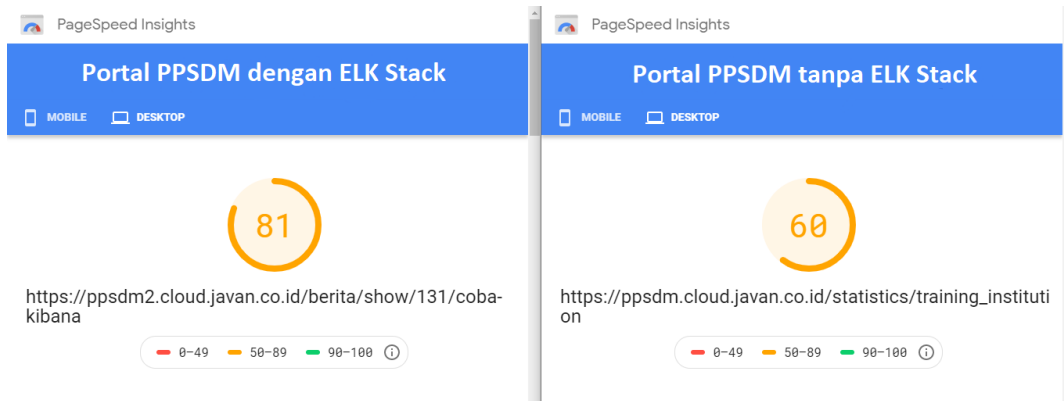 PageSpeed Insights
Portal PPSDM dengan ELK Stack
MOBILE DESKTOP
81
https://ppsdm2.cloud.javan.co.id/berita/show/131/coba-
kibana
0–49 50–89 90–100
PageSpeed Insights
Portal PPSDM tanpa ELK Stack
MOBILE DESKTOP
60
https://ppsdm.cloud.javan.co.id/statistics/training_instituti
on
0–49 50–89 90–100